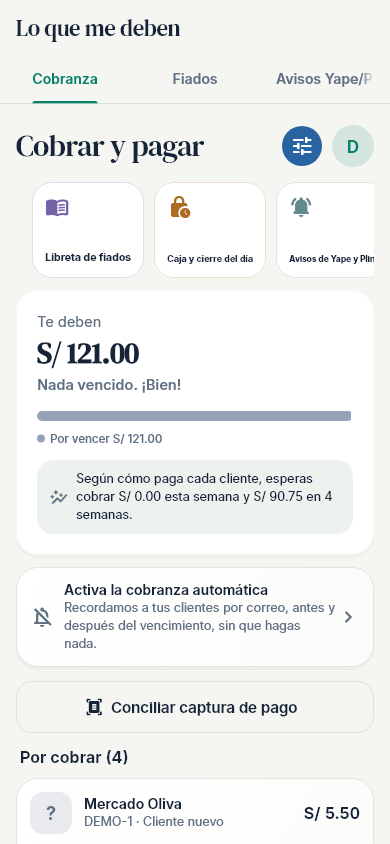 Lo que me deben
Cobranza
Fiados
Avisos Yape/P
Cobrar y pagar
D
Libreta de fiados
Caja y cierre del día
Avisos de Yape y Plin
Te deben
S/ 121.00
Nada vencido. ¡Bien!
Por vencer S/ 121.00
Según cómo paga cada cliente, esperas
cobrar S/ 0.00 esta semana y S/ 90.75 en 4
semanas.
Activa la cobranza automática
Recordamos a tus clientes por correo, antes y
después del vencimiento, sin que hagas
nada.
Conciliar captura de pago
Por cobrar (4)
?
Mercado Oliva
DEMO-1 · Cliente nuevo
S/ 5.50